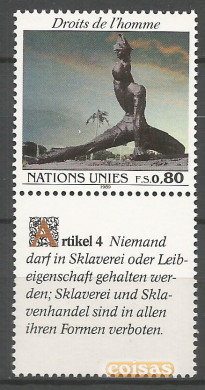 Droits de l'homme
NATIONS UNIES F.S.0,80
1989
Artikel 4 Niemand
darf in Sklaverei oder Leib-
eigenschaft gehalten wer-
den; Sklaverei und Skla-
venhandel sind in allen
ihren Formen verboten.
coisas